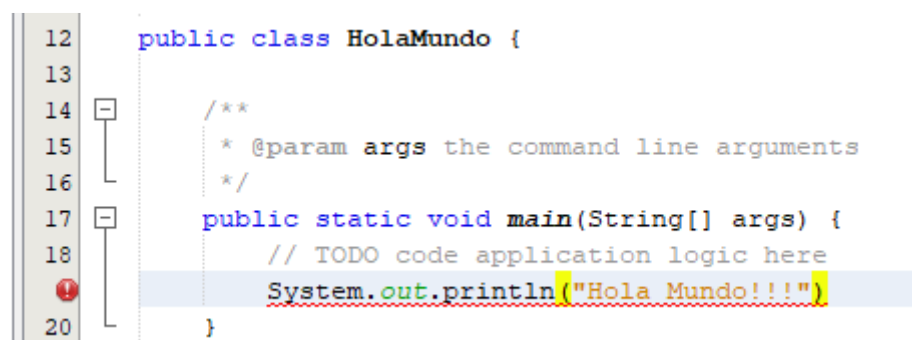 12 public class HolaMundo {
13
14 /**
15 * @param args the command line arguments
16 */
17 public static void main(String[] args) {
18 // TODO code application logic here
System.out.println("Hola Mundo!!!")
20 }